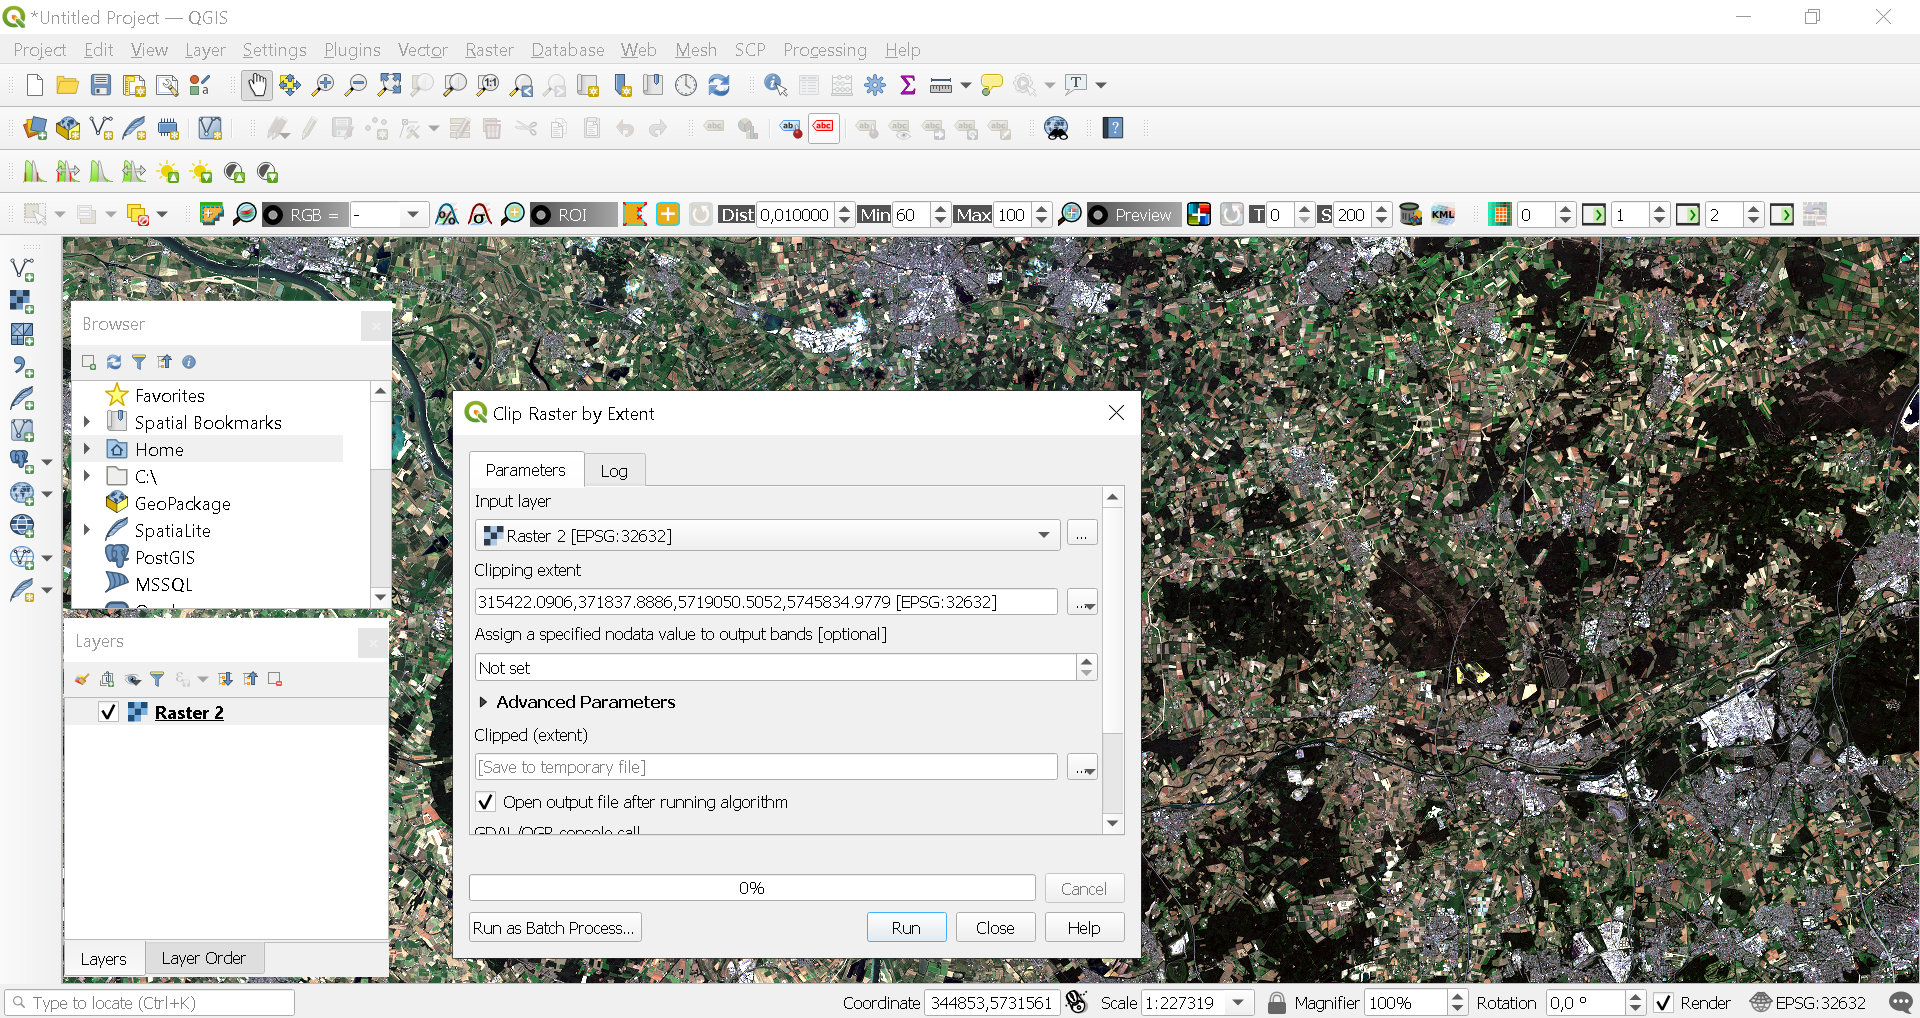 *Untitled Project — QGIS
Project Edit View Layer Settings Plugins Vector Raster Database Web Mesh SCP Processing Help
RGB = - ROI Dist 0,010000 Min 60 Max 100 Preview T 0 S 200 KML 0 1 2
Browser
Favorites
Spatial Bookmarks
Home
C:\
GeoPackage
SpatiaLite
PostGIS
MSSQL
Layers
Raster 2
Layers Layer Order
Clip Raster by Extent
Parameters Log
Input layer
Raster 2 [EPSG:32632]
...
Clipping extent
315422.0906,371837.8886,5719050.5052,5745834.9779 [EPSG:32632]
...
Assign a specified nodata value to output bands [optional]
Not set
Advanced Parameters
Clipped (extent)
[Save to temporary file]
...
Open output file after running algorithm
GDAL/OGR console call
0%
Cancel
Run as Batch Process... Run Close Help
Type to locate (Ctrl+K) Coordinate 344853,5731561 Scale 1:227319 Magnifier 100% Rotation 0,0 ° Render EPSG:32632